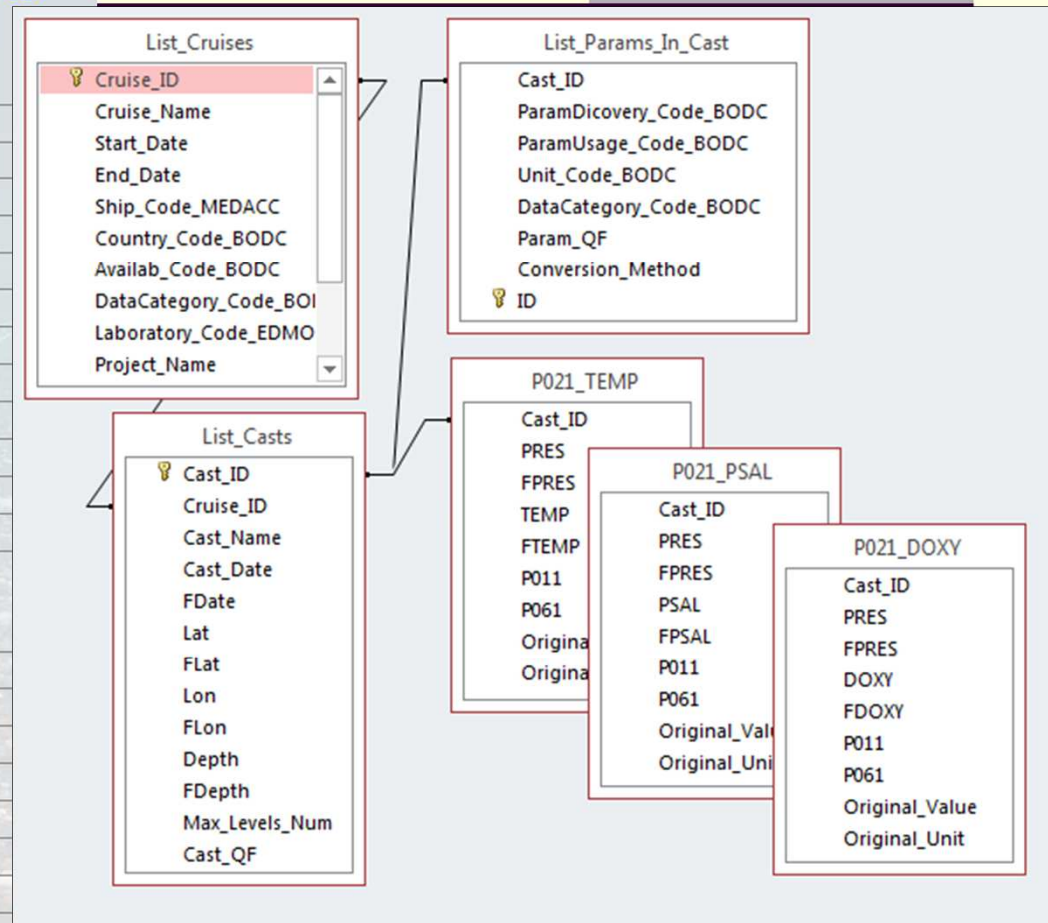 List_Cruises
Cruise_ID
Cruise_Name
Start_Date
End_Date
Ship_Code_MEDACC
Country_Code_BODC
Availab_Code_BODC
DataCategory_Code_BO
Laboratory_Code_EDMO
Project_Name
List_Params_In_Cast
Cast_ID
ParamDicovery_Code_BODC
ParamUsage_Code_BODC
Unit_Code_BODC
DataCategory_Code_BODC
Param_QF
Conversion_Method
ID
List_Casts
Cast_ID
Cruise_ID
Cast_Name
Cast_Date
FDate
Lat
FLat
Lon
FLon
Depth
FDepth
Max_Levels_Num
Cast_QF
P021_TEMP
Cast_ID
PRES
FPRES
TEMP
FTEMP
P011
P061
Origina
Origina
P021_PSAL
Cast_ID
PRES
FPRES
PSAL
FPSAL
P011
P061
Original_Val
Original_Uni
P021_DOXY
Cast_ID
PRES
FPRES
DOXY
FDOXY
P011
P061
Original_Value
Original_Unit